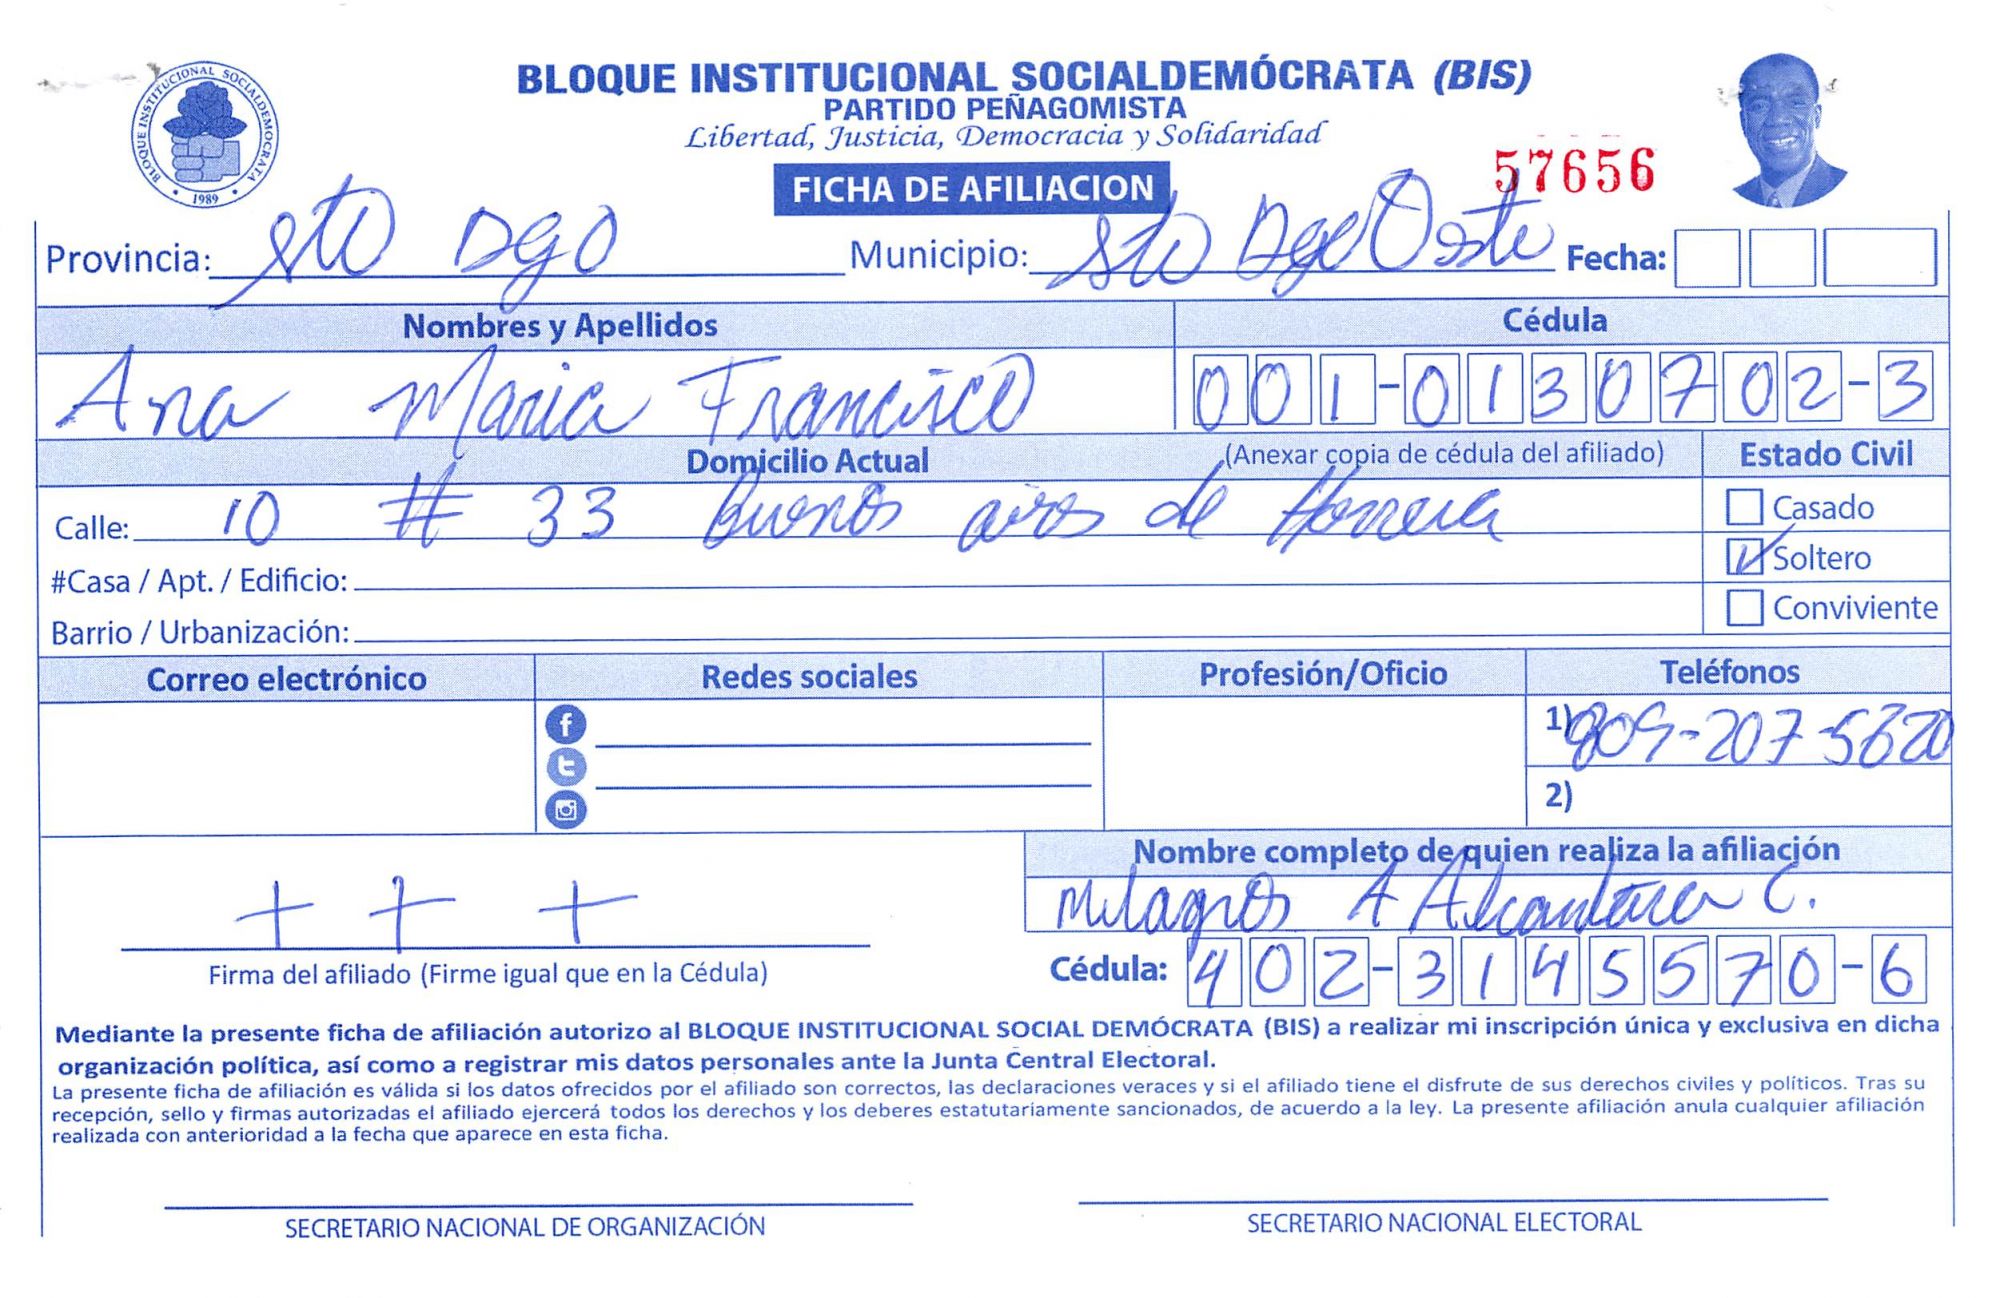 BLOQUE INSTITUCIONAL SOCIALDEMÓCRATA (BIS)
PARTIDO PEÑAGOMISTA
Libertad, Justicia, Democracia y Solidaridad
BLOQUE INSTITUCIONAL SOCIALDEMOCRATA
1989
FICHA DE AFILIACION
57656
Provincia: Sto Dgo Municipio: Sto Dgo Oeste Fecha:
Nombres y Apellidos Cédula
Ana Maria Francisco 001-0130702-3
Domicilio Actual (Anexar copia de cédula del afiliado) Estado Civil
Calle: 10 # 33 Buenos aires de Herrera
Casado
Soltero
#Casa / Apt. / Edificio:
Conviviente
Barrio / Urbanización:
Correo electrónico Redes sociales Profesión/Oficio Teléfonos
1) 809-207-5620
2)
Nombre completo de quien realiza la afiliación
Milagros A Alcantara C.
+ + +
Firma del afiliado (Firme igual que en la Cédula)
Cédula: 402-3145570-6
Mediante la presente ficha de afiliación autorizo al BLOQUE INSTITUCIONAL SOCIAL DEMÓCRATA (BIS) a realizar mi inscripción única y exclusiva en dicha
organización política, así como a registrar mis datos personales ante la Junta Central Electoral.
La presente ficha de afiliación es válida si los datos ofrecidos por el afiliado son correctos, las declaraciones veraces y si el afiliado tiene el disfrute de sus derechos civiles y políticos. Tras su
recepción, sello y firmas autorizadas el afiliado ejercerá todos los derechos y los deberes estatutariamente sancionados, de acuerdo a la ley. La presente afiliación anula cualquier afiliación
realizada con anterioridad a la fecha que aparece en esta ficha.
SECRETARIO NACIONAL DE ORGANIZACIÓN
SECRETARIO NACIONAL ELECTORAL